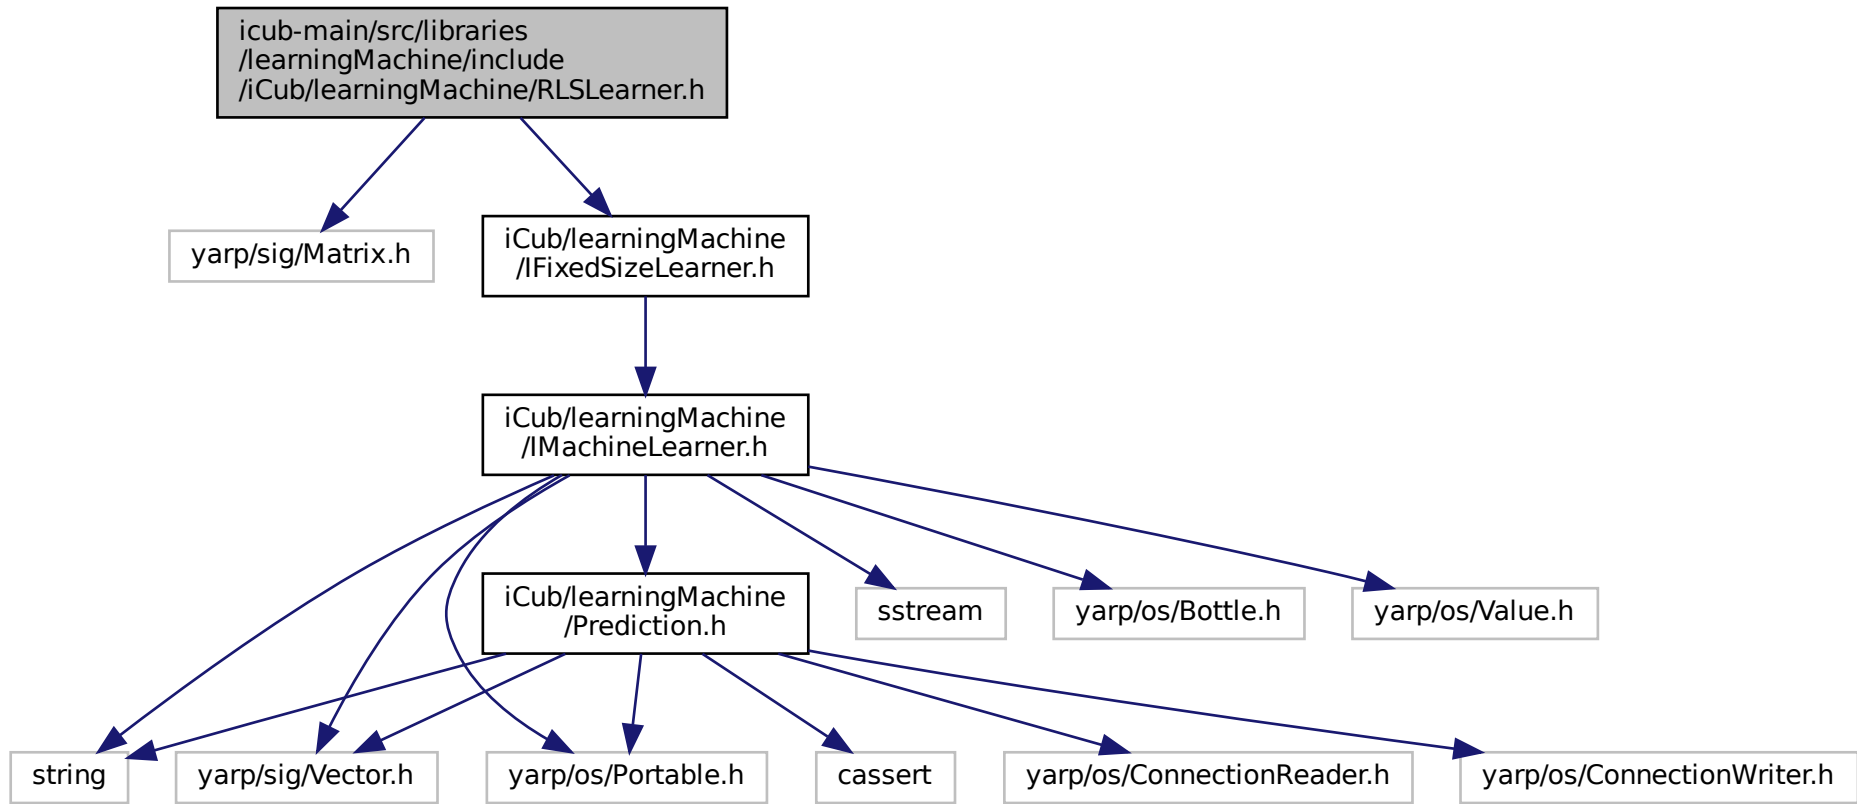 icub-main/src/libraries
/learningMachine/include
/iCub/learningMachine/RLSLearner.h
yarp/sig/Matrix.h
iCub/learningMachine
/IFixedSizeLearner.h
iCub/learningMachine
/IMachineLearner.h
iCub/learningMachine
/Prediction.h
sstream
yarp/os/Bottle.h
yarp/os/Value.h
string
yarp/sig/Vector.h
yarp/os/Portable.h
cassert
yarp/os/ConnectionReader.h
yarp/os/ConnectionWriter.h